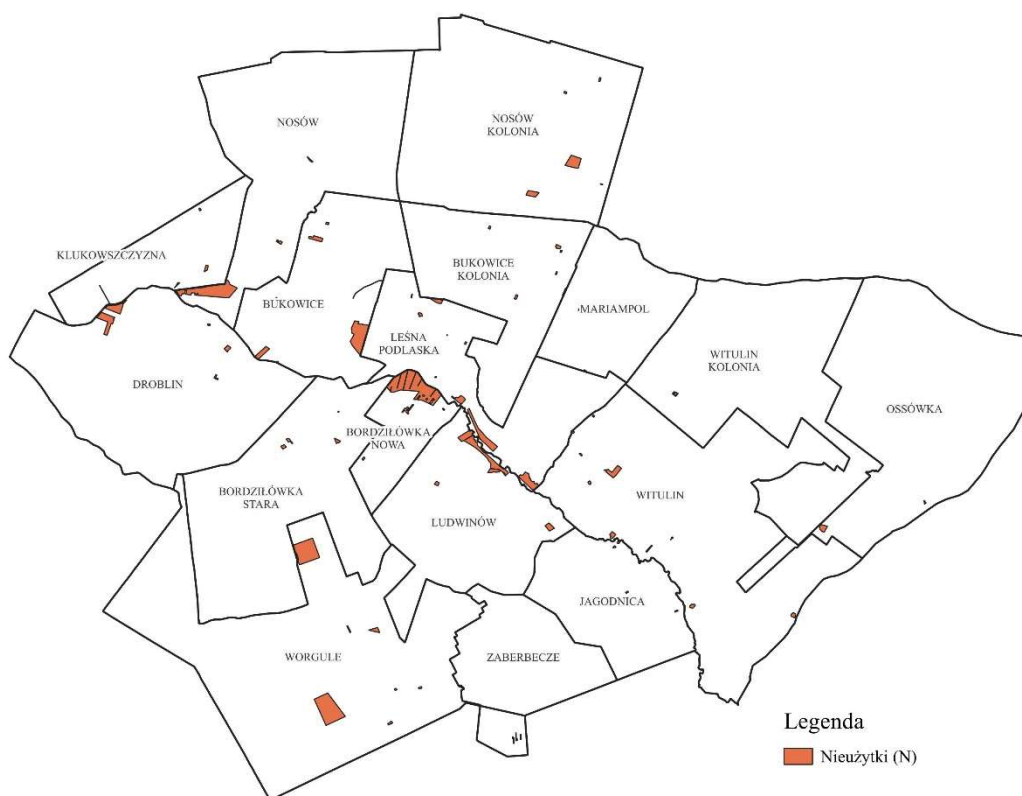 NOSÓW
NOSÓW
KOLONIA
KLUKOWSZCZYZNA
BUKOWICE
KOLONIA
BUKOWICE
MARIAMPOL
LEŚNA
PODLASKA
WITULIN
KOLONIA
DROBLIN
OSSÓWKA
BORDZIŁÓWKA
NOWA
BORDZIŁÓWKA
STARA
WITULIN
LUDWINÓW
JAGODNICA
WORGULE
ZABERBECZE
Legenda
Nieużytki (N)